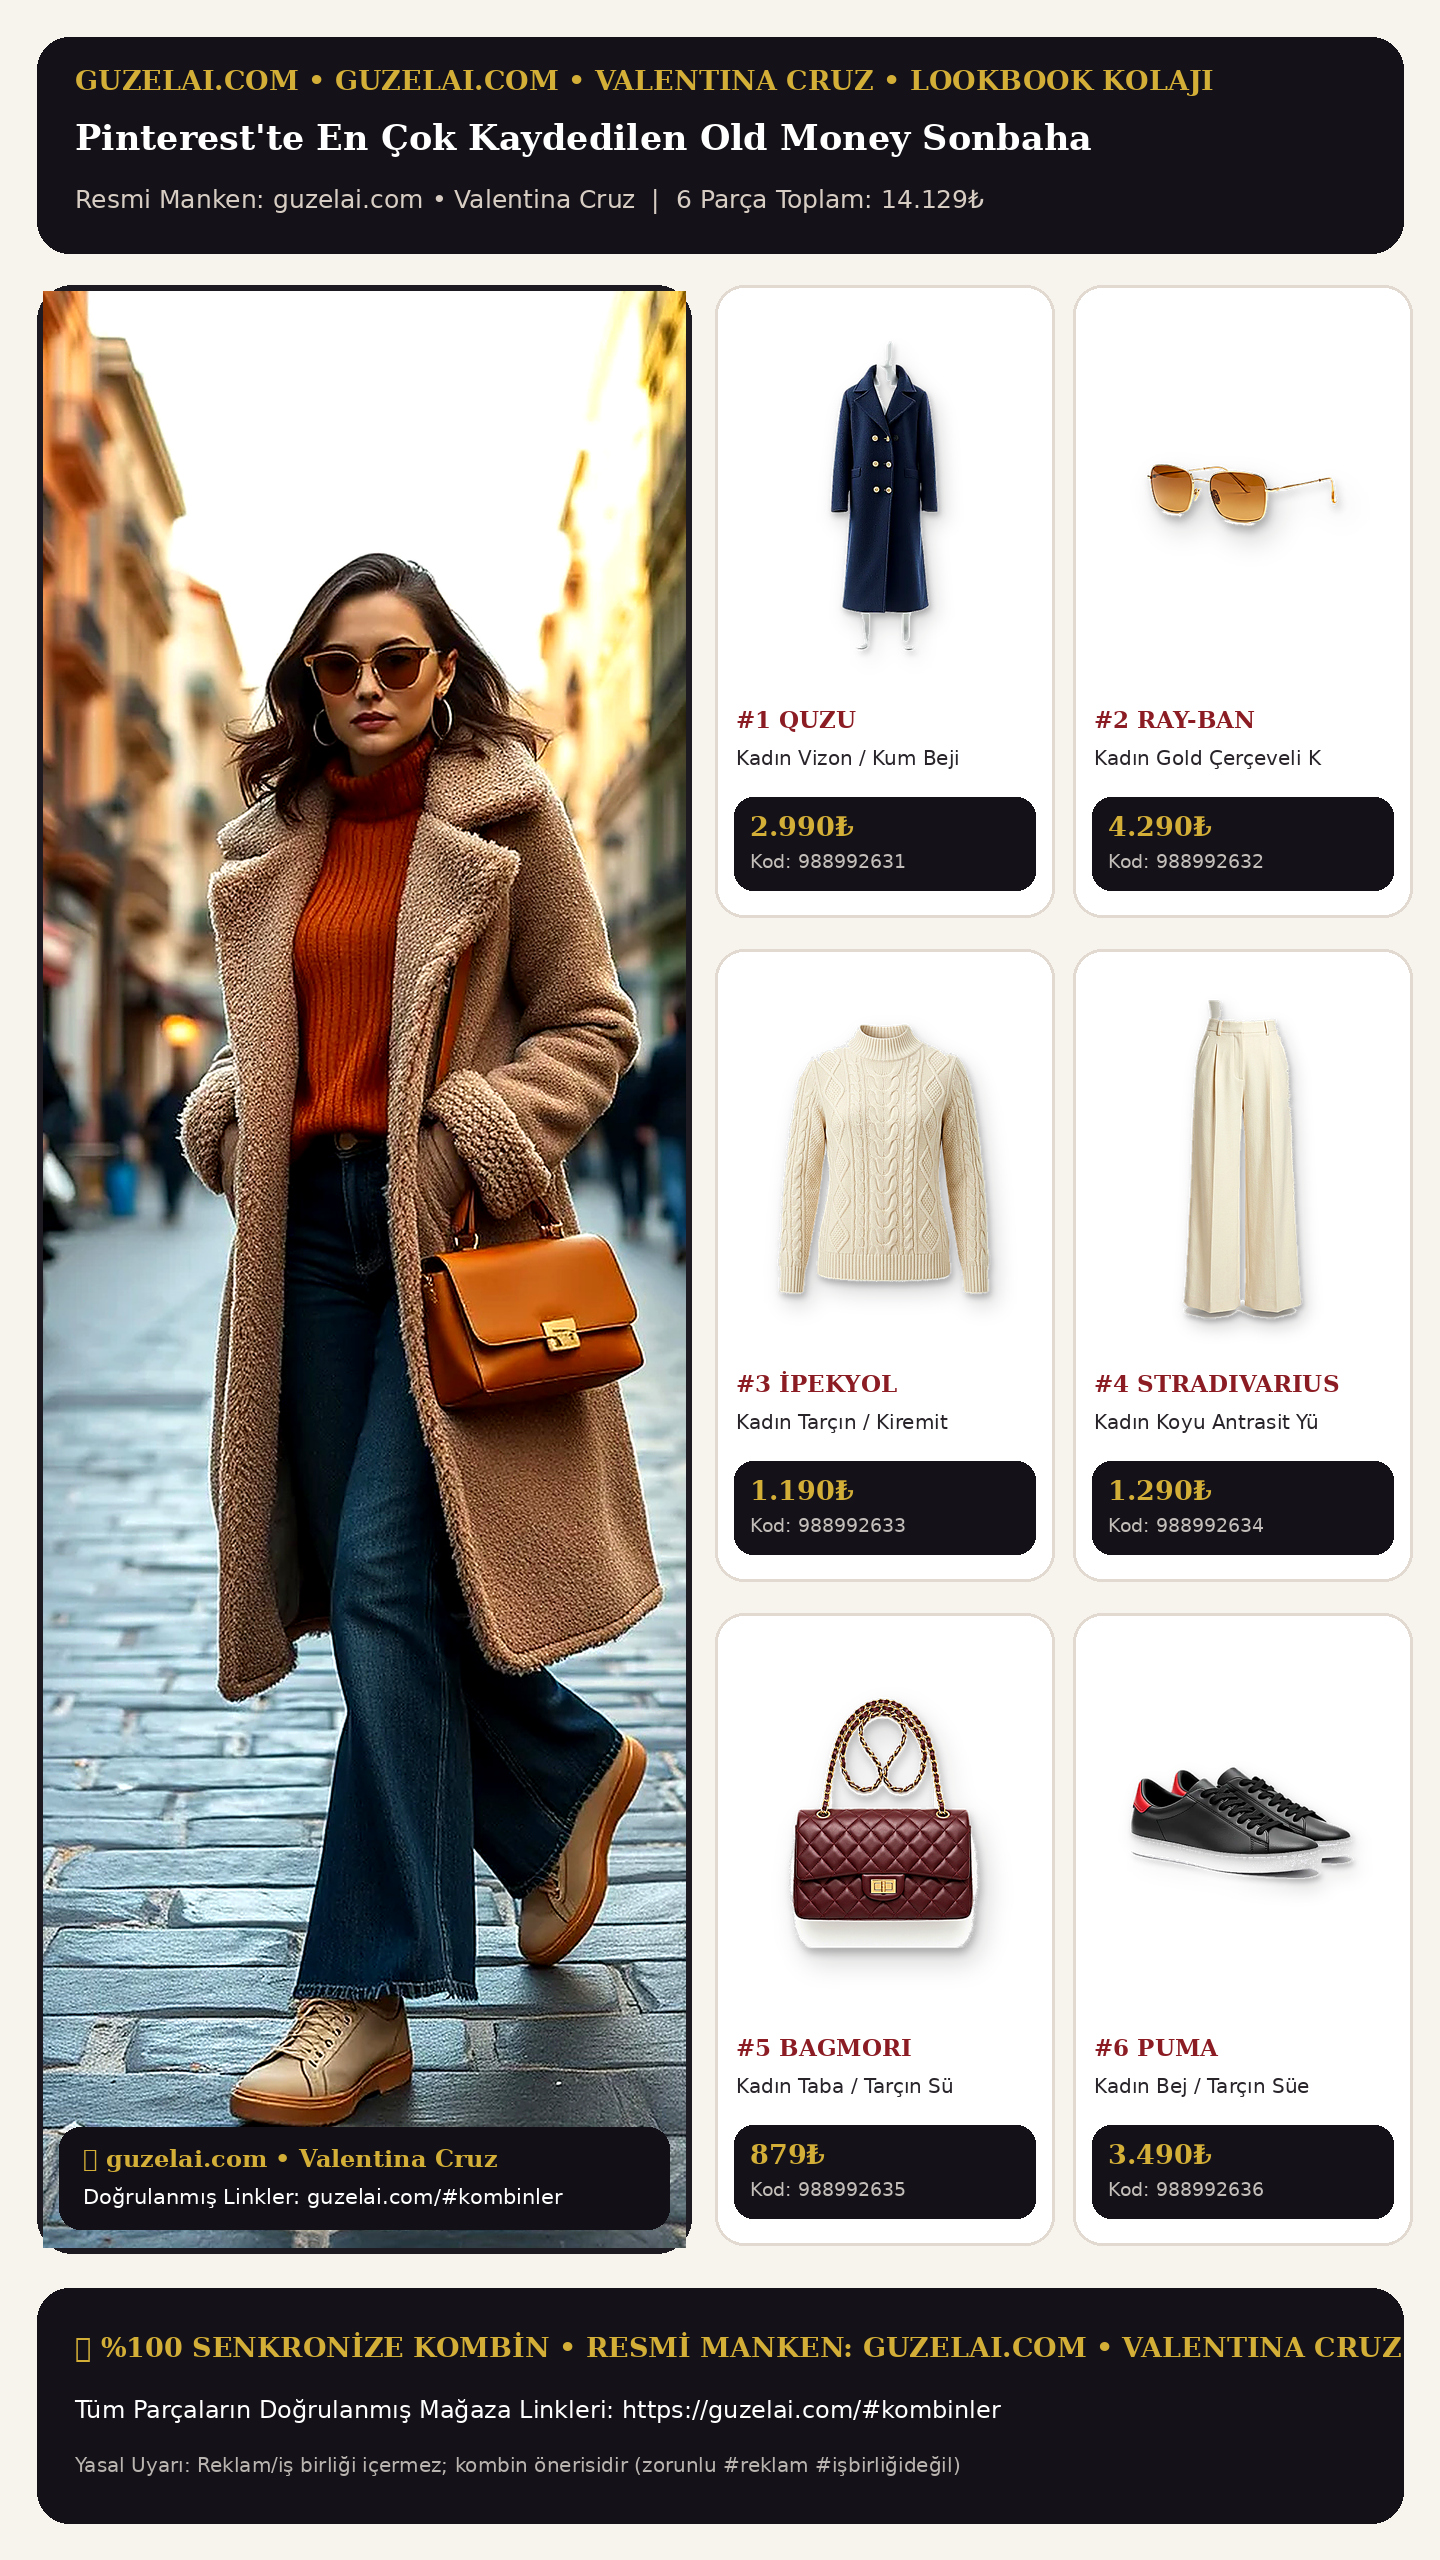 GUZELAI.COM • GUZELAI.COM • VALENTINA CRUZ • LOOKBOOK KOLAJI
Pinterest'te En Çok Kaydedilen Old Money Sonbaha
Resmi Manken: guzelai.com • Valentina Cruz | 6 Parça Toplam: 14.129₺
#1 QUZU
Kadın Vizon / Kum Beji
2.990₺
Kod: 988992631
#2 RAY-BAN
Kadın Gold Çerçeveli K
4.290₺
Kod: 988992632
#3 İPEKYOL
Kadın Tarçın / Kiremit
1.190₺
Kod: 988992633
#4 STRADIVARIUS
Kadın Koyu Antrasit Yü
1.290₺
Kod: 988992634
#5 BAGMORI
Kadın Taba / Tarçın Sü
879₺
Kod: 988992635
#6 PUMA
Kadın Bej / Tarçın Süe
3.490₺
Kod: 988992636
guzelai.com • Valentina Cruz
Doğrulanmış Linkler: guzelai.com/#kombinler
%100 SENKRONİZE KOMBİN • RESMİ MANKEN: GUZELAI.COM • VALENTINA CRUZ
Tüm Parçaların Doğrulanmış Mağaza Linkleri: https://guzelai.com/#kombinler
Yasal Uyarı: Reklam/iş birliği içermez; kombin önerisidir (zorunlu #reklam #işbirliğideğil)